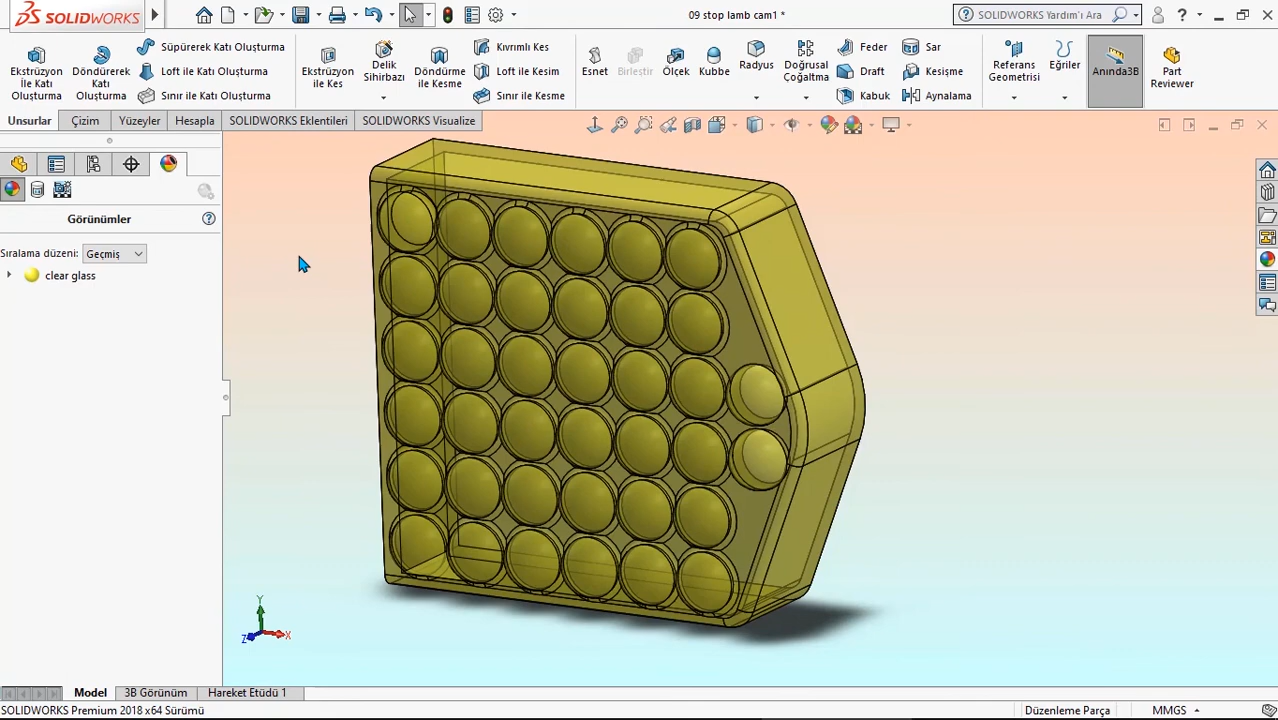 SOLIDWORKS
09 stop lamb cam1 *
SOLIDWORKS Yardım'ı Ara
Ekstrüzyon
İle Katı
Oluşturma
Döndürerek
Katı
Oluşturma
Süpürerek Katı Oluşturma
Loft ile Katı Oluşturma
Sınır ile Katı Oluşturma
Ekstrüzyon
ile Kes
Delik
Sihirbazı
Döndürme
ile Kesme
Kıvrımlı Kes
Loft ile Kesim
Sınır ile Kesme
Esnet
Birleştir
Ölçek
Kubbe
Radyus
Doğrusal
Çoğaltma
Feder
Draft
Kabuk
Sar
Kesişme
Aynalama
Referans
Geometrisi
Eğriler
Anında3B
Part
Reviewer
Unsurlar
Çizim
Yüzeyler
Hesapla
SOLIDWORKS Eklentileri
SOLIDWORKS Visualize
Görünümler
Sıralama düzeni: Geçmiş
clear glass
Y
Z
X
Model
3B Görünüm
Hareket Etüdü 1
SOLIDWORKS Premium 2018 x64 Sürümü
Düzenleme Parça
MMGS